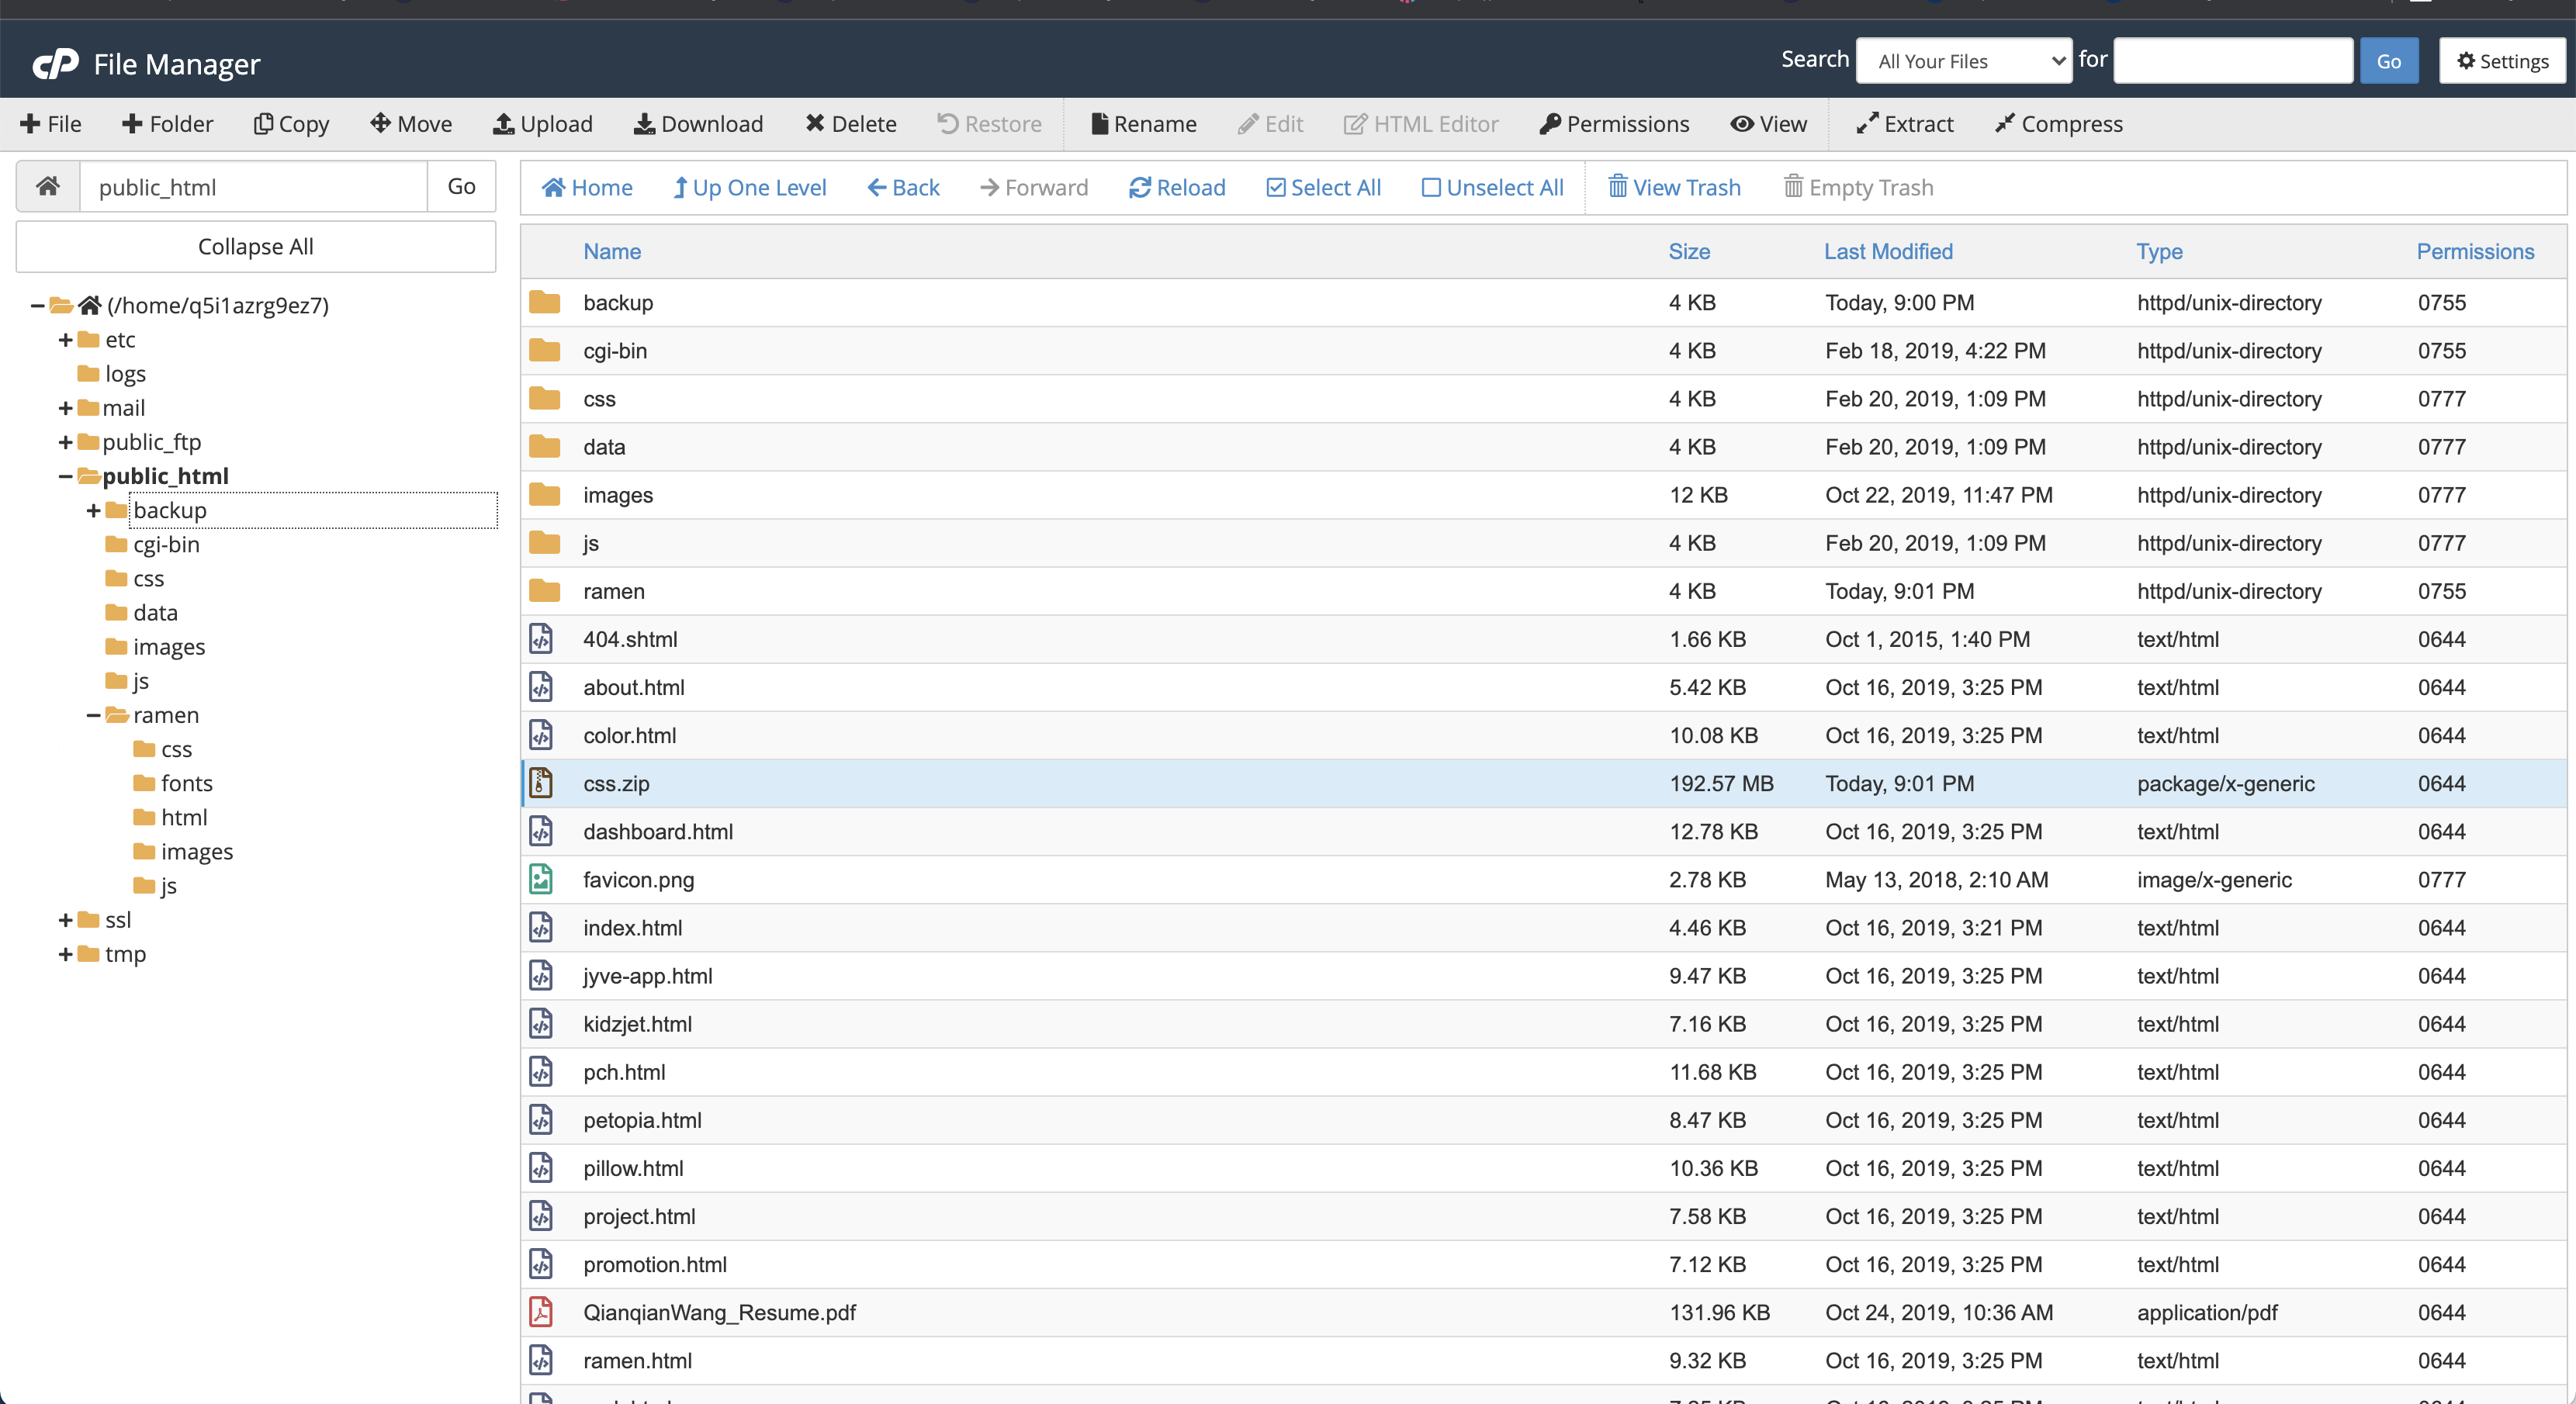 File Manager
Search All Your Files for Go Settings
File Folder Copy Move Upload Download Delete Restore Rename Edit HTML Editor Permissions View Extract Compress
public_html Go
Home Up One Level Back Forward Reload Select All Unselect All View Trash Empty Trash
Collapse All
(/home/q5i1azrg9ez7)
etc
logs
mail
public_ftp
public_html
backup
cgi-bin
css
data
images
js
ramen
css
fonts
html
images
js
ssl
tmp
Name Size Last Modified Type Permissions
backup 4 KB Today, 9:00 PM httpd/unix-directory 0755
cgi-bin 4 KB Feb 18, 2019, 4:22 PM httpd/unix-directory 0755
css 4 KB Feb 20, 2019, 1:09 PM httpd/unix-directory 0777
data 4 KB Feb 20, 2019, 1:09 PM httpd/unix-directory 0777
images 12 KB Oct 22, 2019, 11:47 PM httpd/unix-directory 0777
js 4 KB Feb 20, 2019, 1:09 PM httpd/unix-directory 0777
ramen 4 KB Today, 9:01 PM httpd/unix-directory 0755
404.shtml 1.66 KB Oct 1, 2015, 1:40 PM text/html 0644
about.html 5.42 KB Oct 16, 2019, 3:25 PM text/html 0644
color.html 10.08 KB Oct 16, 2019, 3:25 PM text/html 0644
css.zip 192.57 MB Today, 9:01 PM package/x-generic 0644
dashboard.html 12.78 KB Oct 16, 2019, 3:25 PM text/html 0644
favicon.png 2.78 KB May 13, 2018, 2:10 AM image/x-generic 0777
index.html 4.46 KB Oct 16, 2019, 3:21 PM text/html 0644
jyve-app.html 9.47 KB Oct 16, 2019, 3:25 PM text/html 0644
kidzjet.html 7.16 KB Oct 16, 2019, 3:25 PM text/html 0644
pch.html 11.68 KB Oct 16, 2019, 3:25 PM text/html 0644
petopia.html 8.47 KB Oct 16, 2019, 3:25 PM text/html 0644
pillow.html 10.36 KB Oct 16, 2019, 3:25 PM text/html 0644
project.html 7.58 KB Oct 16, 2019, 3:25 PM text/html 0644
promotion.html 7.12 KB Oct 16, 2019, 3:25 PM text/html 0644
QianqianWang_Resume.pdf 131.96 KB Oct 24, 2019, 10:36 AM application/pdf 0644
ramen.html 9.32 KB Oct 16, 2019, 3:25 PM text/html 0644